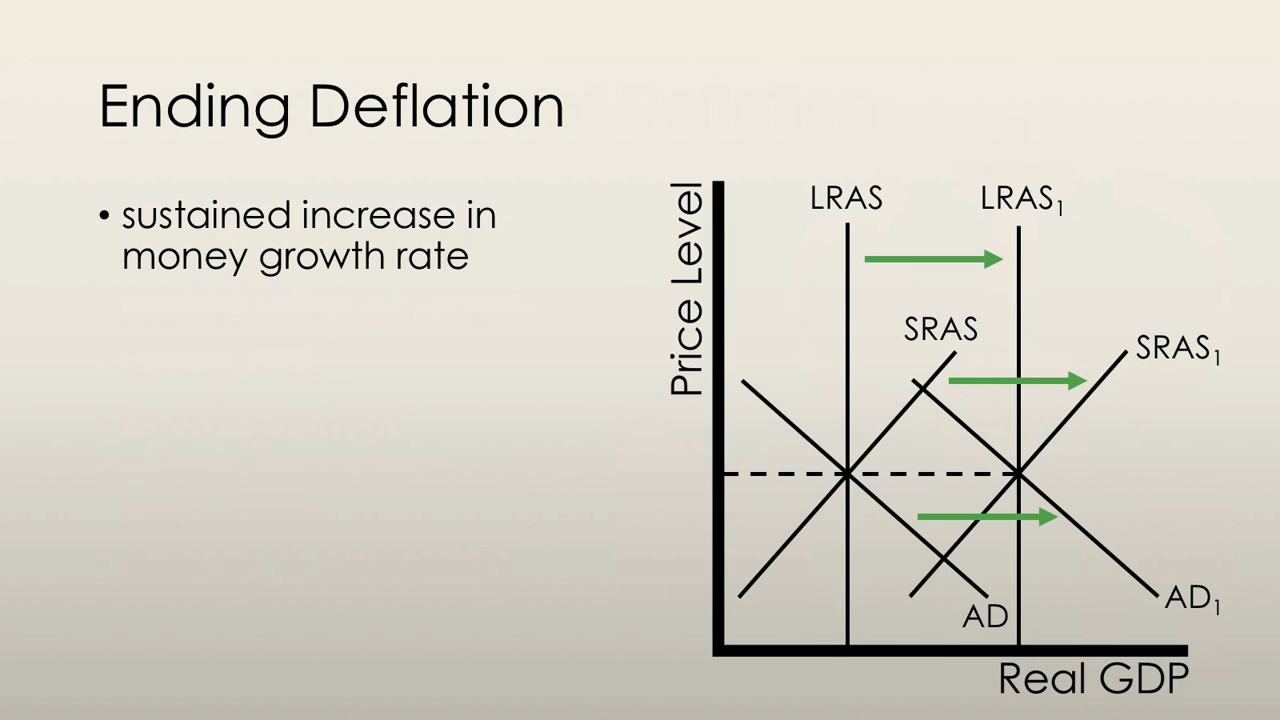 Ending Deflation
• sustained increase in
money growth rate
Price Level
LRAS
LRAS₁
SRAS
SRAS₁
AD
AD₁
Real GDP